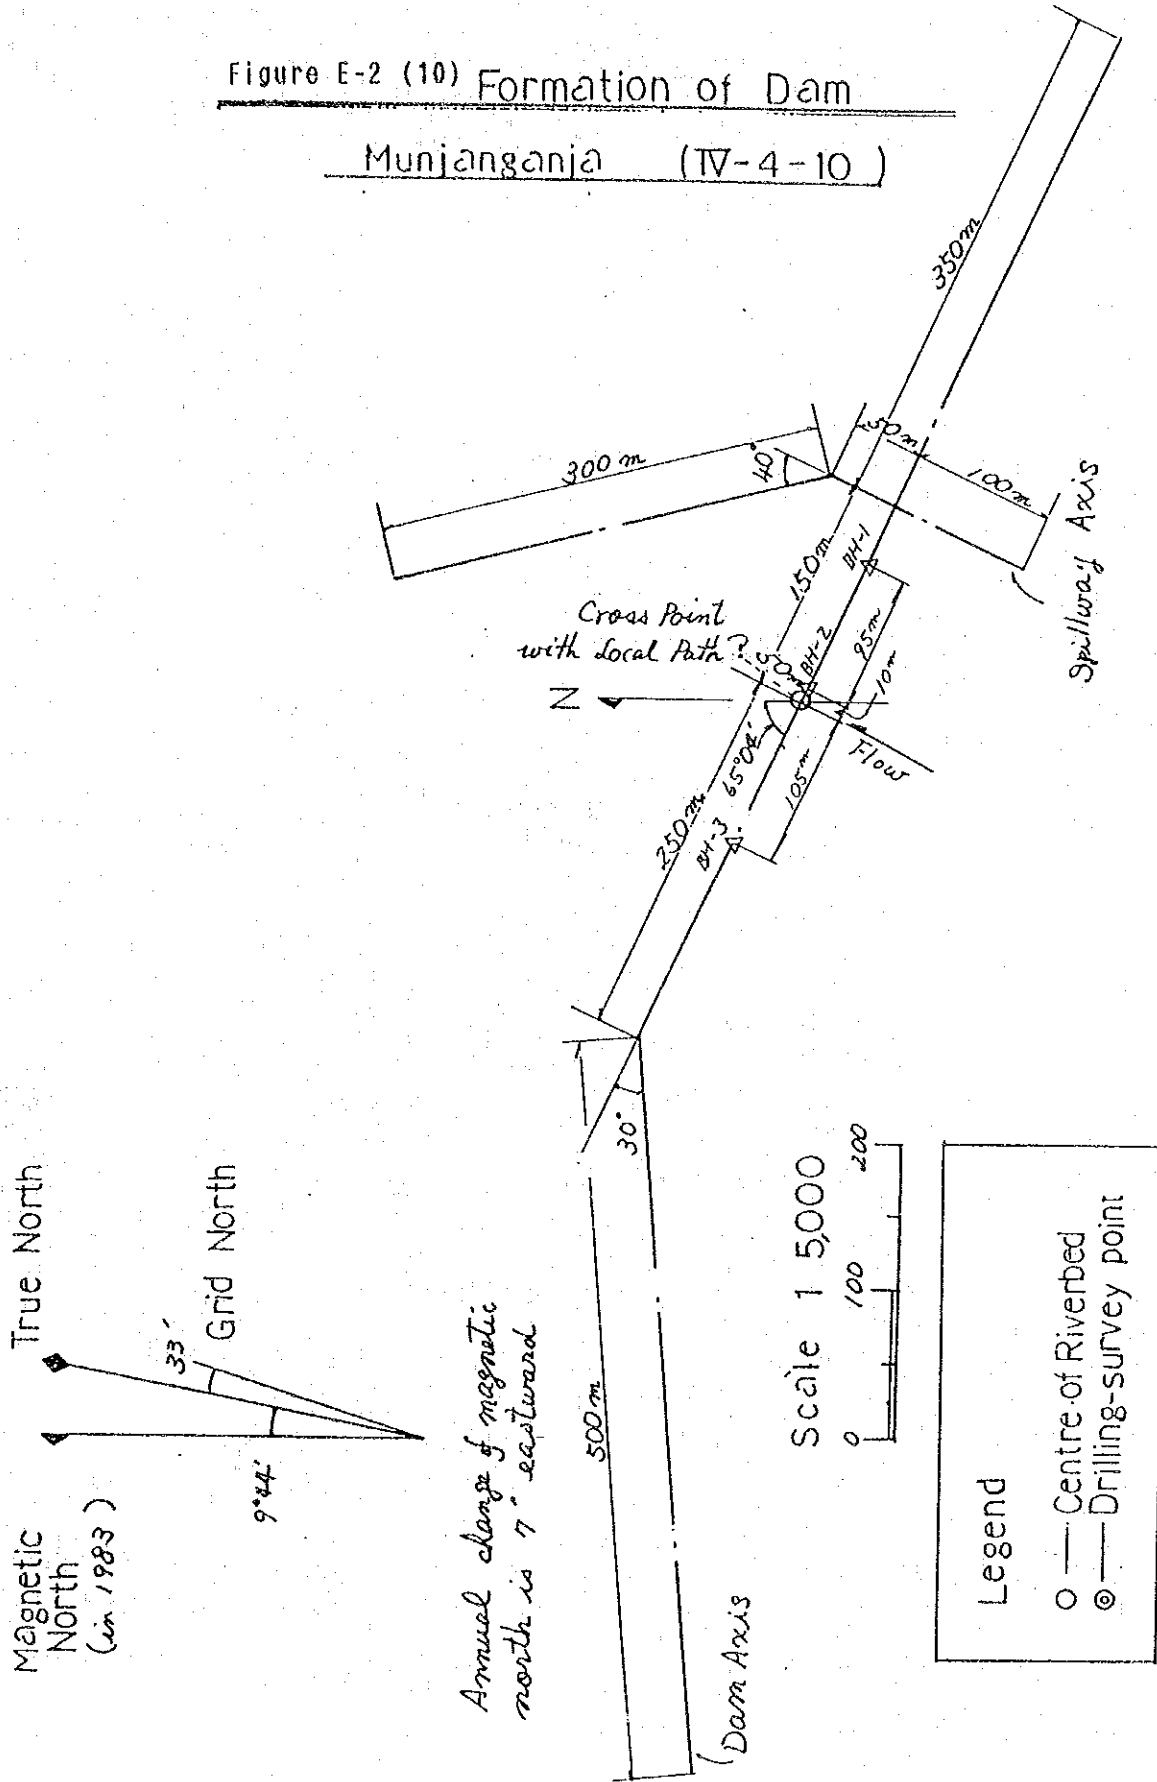 Figure E-2 (10) Formation of Dam
Munjanganja (IV-4-10)
350m
50m
100m
Spillway Axis
300m
40°
150m
BH-1
Cross Point
with Local Path?
BH-2
95m
10m
N
65°04'
Flow
105m
250m
BH-3
30°
500m
Dam Axis
True North
Magnetic
North
(in 1983)
33'
Grid North
9°44'
Annual change of magnetic
north is 7" eastward
Scale 1 5,000
0 100 200
Legend
Centre of Riverbed
Drilling-survey point